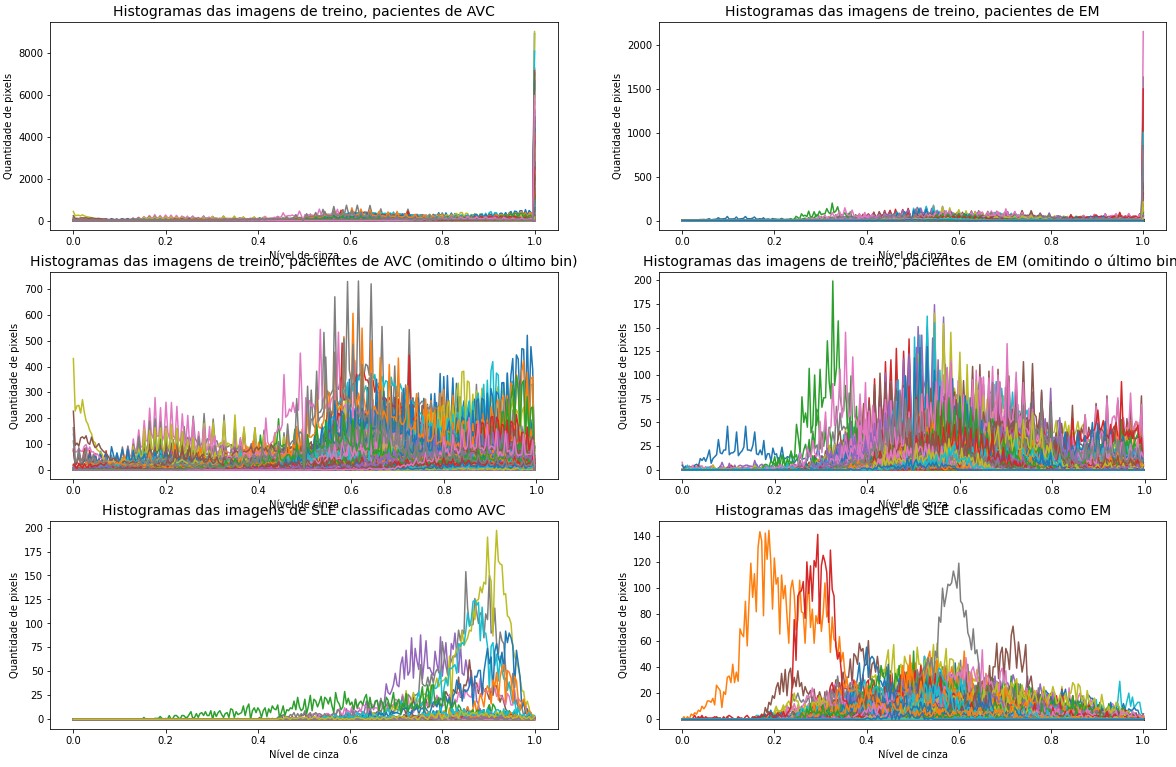 Histogramas das imagens de treino, pacientes de AVC
Quantidade de pixels
8000
6000
4000
2000
0
0.0 0.2 0.4 0.6 0.8 1.0
Nível de cinza
Histogramas das imagens de treino, pacientes de EM
Quantidade de pixels
2000
1500
1000
500
0
0.0 0.2 0.4 0.6 0.8 1.0
Nível de cinza
Histogramas das imagens de treino, pacientes de AVC (omitindo o último bin)
Quantidade de pixels
700
600
500
400
300
200
100
0
0.0 0.2 0.4 0.6 0.8 1.0
Nível de cinza
Histogramas das imagens de treino, pacientes de EM (omitindo o último bin
Quantidade de pixels
200
175
150
125
100
75
50
25
0
0.0 0.2 0.4 0.6 0.8 1.0
Nível de cinza
Histogramas das imagens de SLE classificadas como AVC
Quantidade de pixels
200
175
150
125
100
75
50
25
0
0.0 0.2 0.4 0.6 0.8 1.0
Nível de cinza
Histogramas das imagens de SLE classificadas como EM
Quantidade de pixels
140
120
100
80
60
40
20
0
0.0 0.2 0.4 0.6 0.8 1.0
Nível de cinza